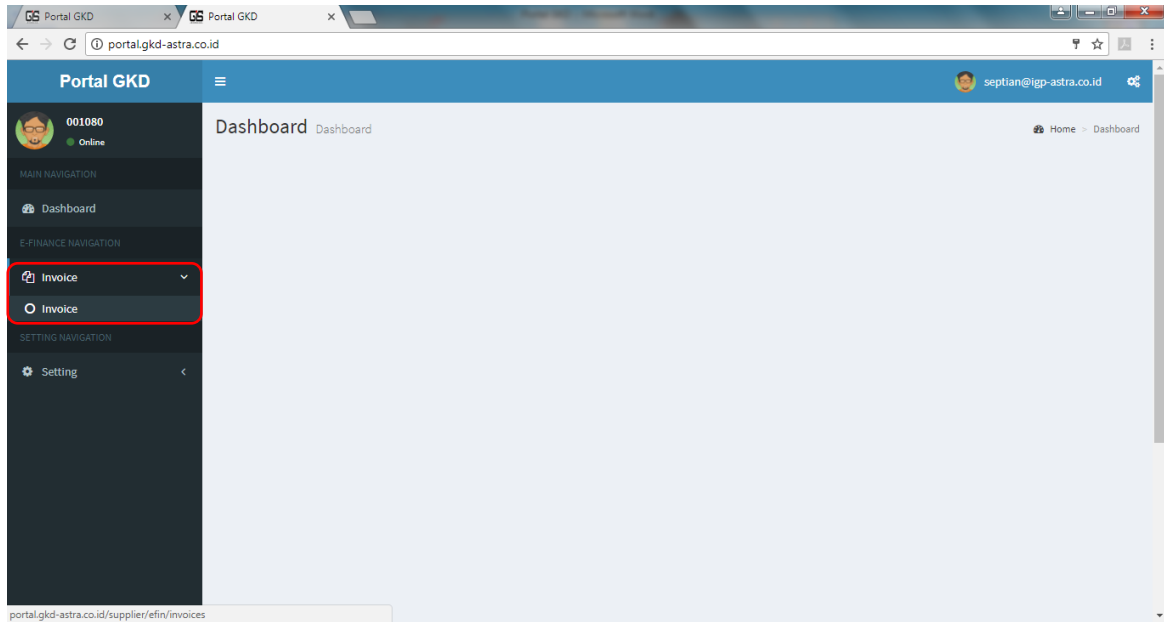 GS Portal GKD
GS Portal GKD
portal.gkd-astra.co.id
Portal GKD
septian@igp-astra.co.id
001080
Online
Dashboard Dashboard
Home > Dashboard
MAIN NAVIGATION
Dashboard
E-FINANCE NAVIGATION
Invoice
Invoice
SETTING NAVIGATION
Setting
portal.gkd-astra.co.id/supplier/efin/invoices